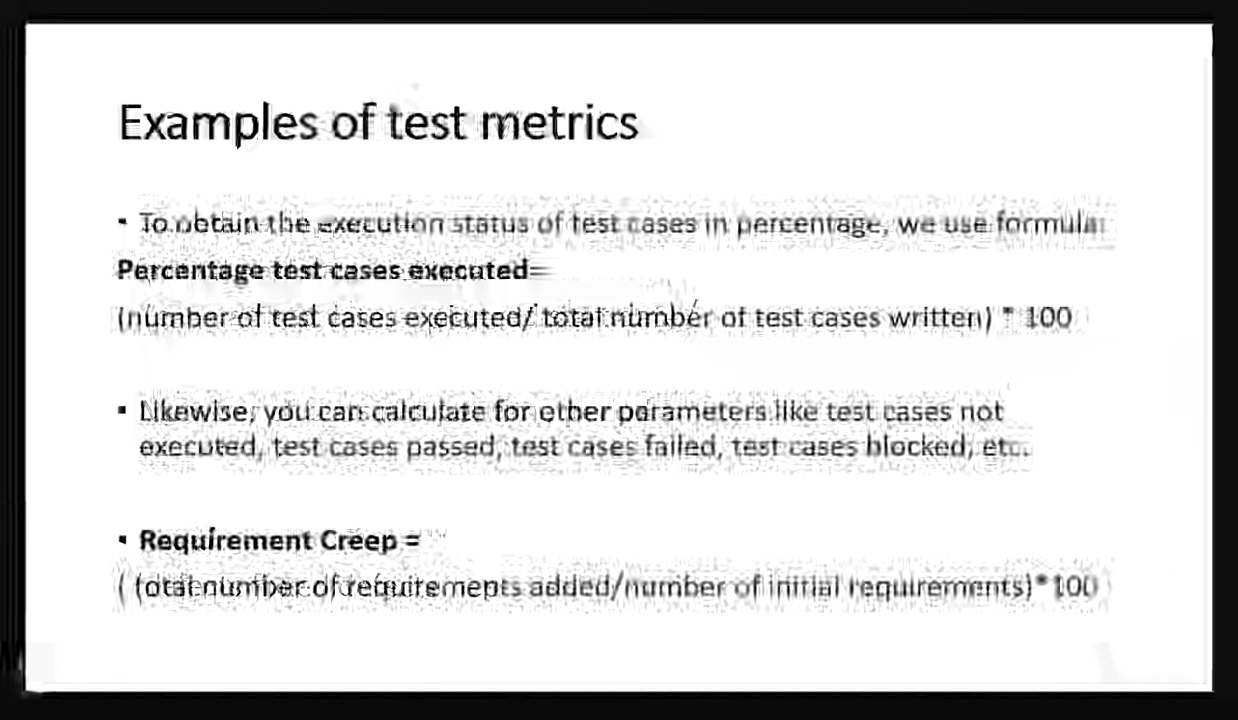 Examples of test metrics
▪ To obtain the execution status of test cases in percentage, we use formula:
Percentage test cases executed=
(number of test cases executed/ total number of test cases written) * 100
▪ Likewise, you can calculate for other parameters like test cases not
executed, test cases passed, test cases failed, test cases blocked, etc.
▪ Requirement Creep =
( total number of requirements added/number of initial requirements)*100